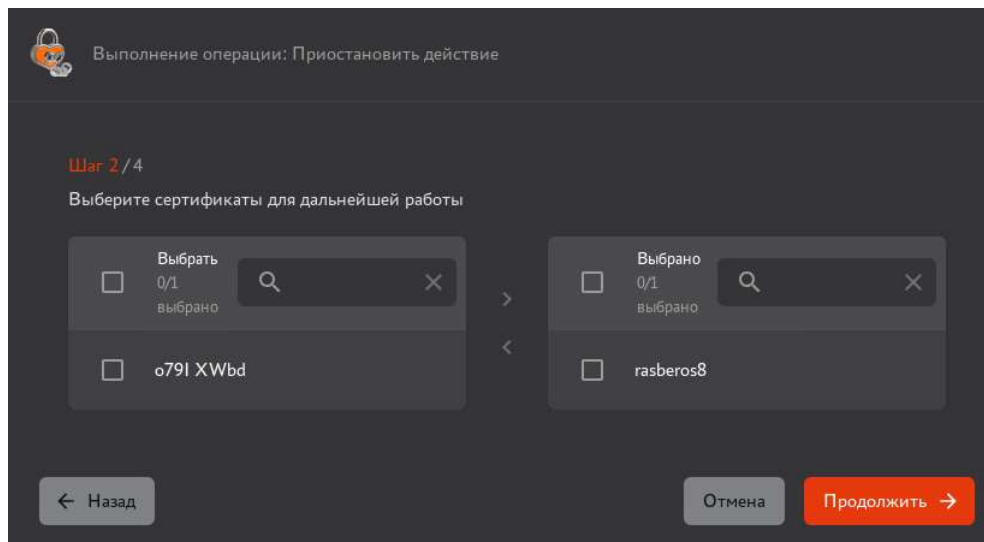 Выполнение операции: Приостановить действие
Шаг 2/4
Выберите сертификаты для дальнейшей работы
Выбрать
0/1
выбрано
Выбрано
0/1
выбрано
o79I XWbd
rasberos8
Назад
Отмена
Продолжить